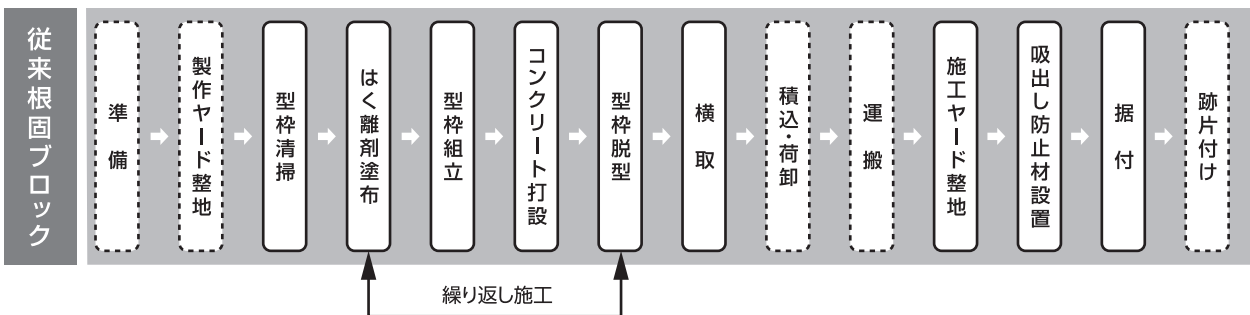 従来根固ブロック
準備
製作ヤード整地
型枠清掃
はく離剤塗布
型枠組立
コンクリート打設
型枠脱型
横取
積込・荷卸
運搬
施工ヤード整地
吸出し防止材設置
据付
跡片付け
繰り返し施工